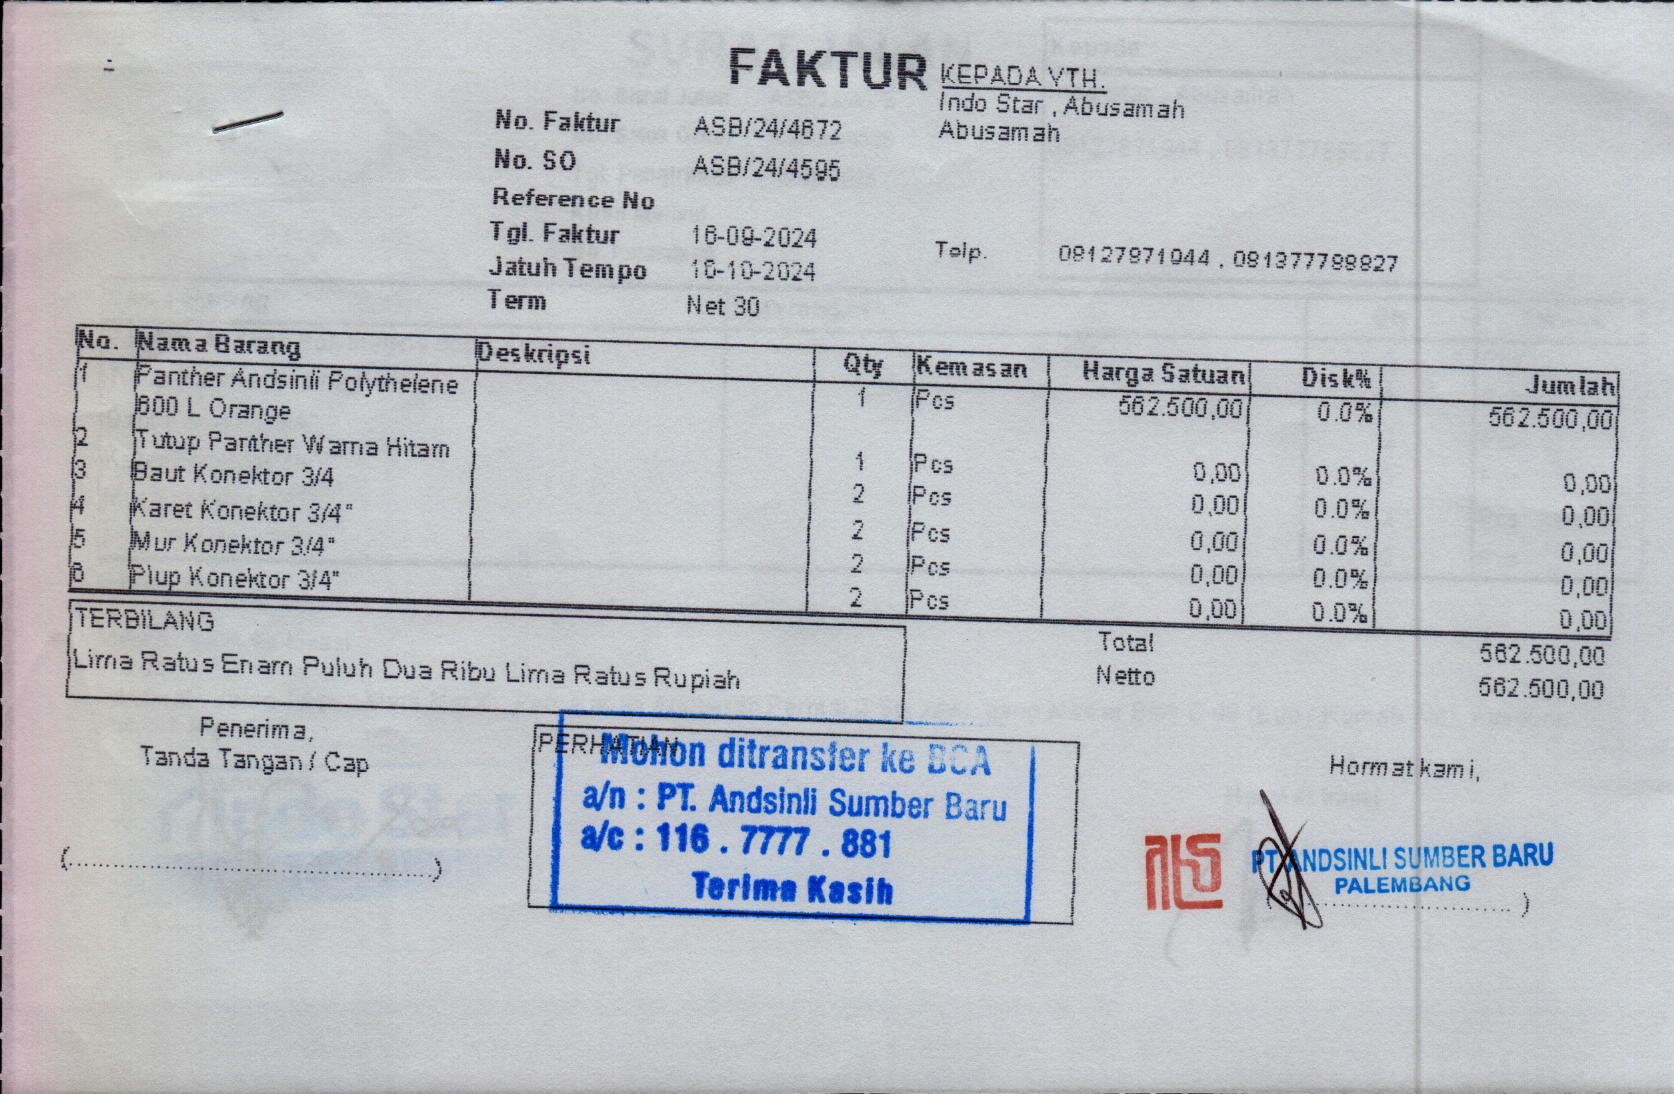 FAKTUR
KEPADA YTH.
Indo Star , Abusamah
Abusamah
No. Faktur ASB/24/4672
No. SO ASB/24/4595
Reference No
Tgl. Faktur 16-09-2024
Jatuh Tempo 16-10-2024
Term Net 30
Telp. 08127871944 , 081377788827
No. Nama Barang Deskripsi Qty Kemasan Harga Satuan Disk% Jumlah
1 Panther Andsinli Polythelene 1 Pcs 562.500,00 0.0% 562.500,00
600 L Orange
2 Tutup Panther Warna Hitam 1 Pcs 0,00 0.0% 0,00
3 Baut Konektor 3/4 2 Pcs 0,00 0.0% 0,00
4 Karet Konektor 3/4" 2 Pcs 0,00 0.0% 0,00
5 Mur Konektor 3/4" 2 Pcs 0,00 0.0% 0,00
6 Plup Konektor 3/4" 2 Pcs 0,00 0.0% 0,00
TERBILANG
Lima Ratus Enam Puluh Dua Ribu Lima Ratus Rupiah
Total 562.500,00
Netto 562.500,00
Penerima,
Tanda Tangan / Cap
(................................................)
PERHATIAN
Mohon ditransfer ke BCA
a/n : PT. Andsinli Sumber Baru
a/c : 116 . 7777 . 881
Terima Kasih
Hormat kami,
PT ANDSINLI SUMBER BARU
PALEMBANG